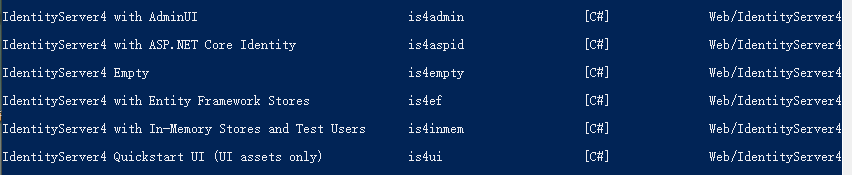 IdentityServer4 with AdminUI is4admin [C#] Web/IdentityServer4
IdentityServer4 with ASP.NET Core Identity is4aspid [C#] Web/IdentityServer4
IdentityServer4 Empty is4empty [C#] Web/IdentityServer4
IdentityServer4 with Entity Framework Stores is4ef [C#] Web/IdentityServer4
IdentityServer4 with In-Memory Stores and Test Users is4inmem [C#] Web/IdentityServer4
IdentityServer4 Quickstart UI (UI assets only) is4ui [C#] Web/IdentityServer4